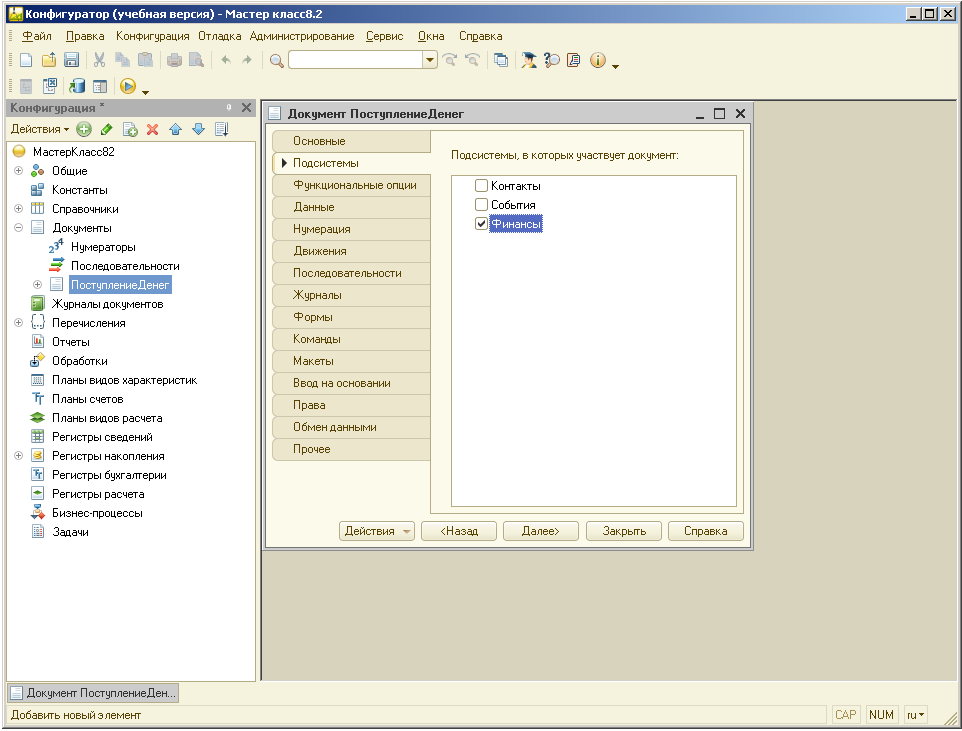 Конфигуратор (учебная версия) - Мастер класс8.2
Файл Правка Конфигурация Отладка Администрирование Сервис Окна Справка
Конфигурация *
Действия
МастерКласс82
Общие
Константы
Справочники
Документы
Нумераторы
Последовательности
ПоступлениеДенег
Журналы документов
Перечисления
Отчеты
Обработки
Планы видов характеристик
Планы счетов
Планы видов расчета
Регистры сведений
Регистры накопления
Регистры бухгалтерии
Регистры расчета
Бизнес-процессы
Задачи
Документ ПоступлениеДенег
Основные
Подсистемы
Функциональные опции
Данные
Нумерация
Движения
Последовательности
Журналы
Формы
Команды
Макеты
Ввод на основании
Права
Обмен данными
Прочее
Подсистемы, в которых участвует документ:
Контакты
События
Финансы
Действия <Назад Далее> Закрыть Справка
Документ ПоступлениеДен...
Добавить новый элемент CAP NUM ru